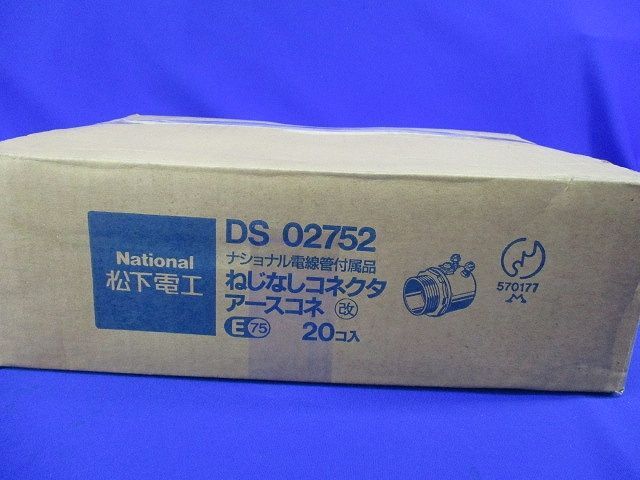 National
松下電工
DS 02752
ナショナル電線管付属品
ねじなしコネクタ
アースコネ 改
E 75 20コ入
570177